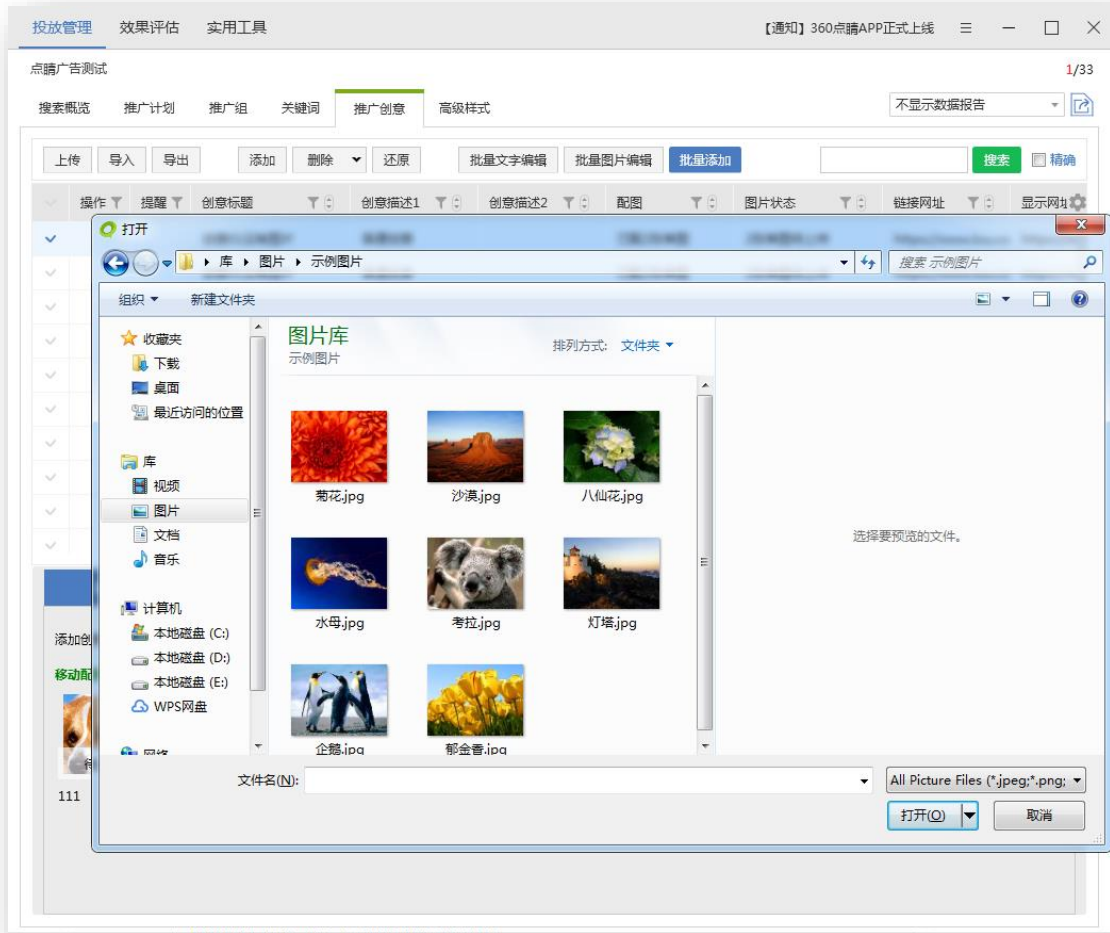 投放管理 效果评估 实用工具 【通知】360点睛APP正式上线
点睛广告测试 1/33
搜索概览 推广计划 推广组 关键词 推广创意 高级样式 不显示数据报告
上传 导入 导出 添加 删除 还原 批量文字编辑 批量图片编辑 批量添加 搜索 精确
操作 提醒 创意标题 创意描述1 创意描述2 配图 图片状态 链接网址 显示网址
打开
库 图片 示例图片 搜索 示例图片
组织 新建文件夹
收藏夹
下载
桌面
最近访问的位置
库
视频
图片
文档
音乐
计算机
本地磁盘 (C:)
本地磁盘 (D:)
本地磁盘 (E:)
WPS网盘
网络
图片库
示例图片
排列方式: 文件夹
菊花.jpg 沙漠.jpg 八仙花.jpg
水母.jpg 考拉.jpg 灯塔.jpg
企鹅.jpg 郁金香.jpg
选择要预览的文件。
添加创
移动配
111
文件名(N): All Picture Files (*.jpeg;*.png;
打开(O) 取消